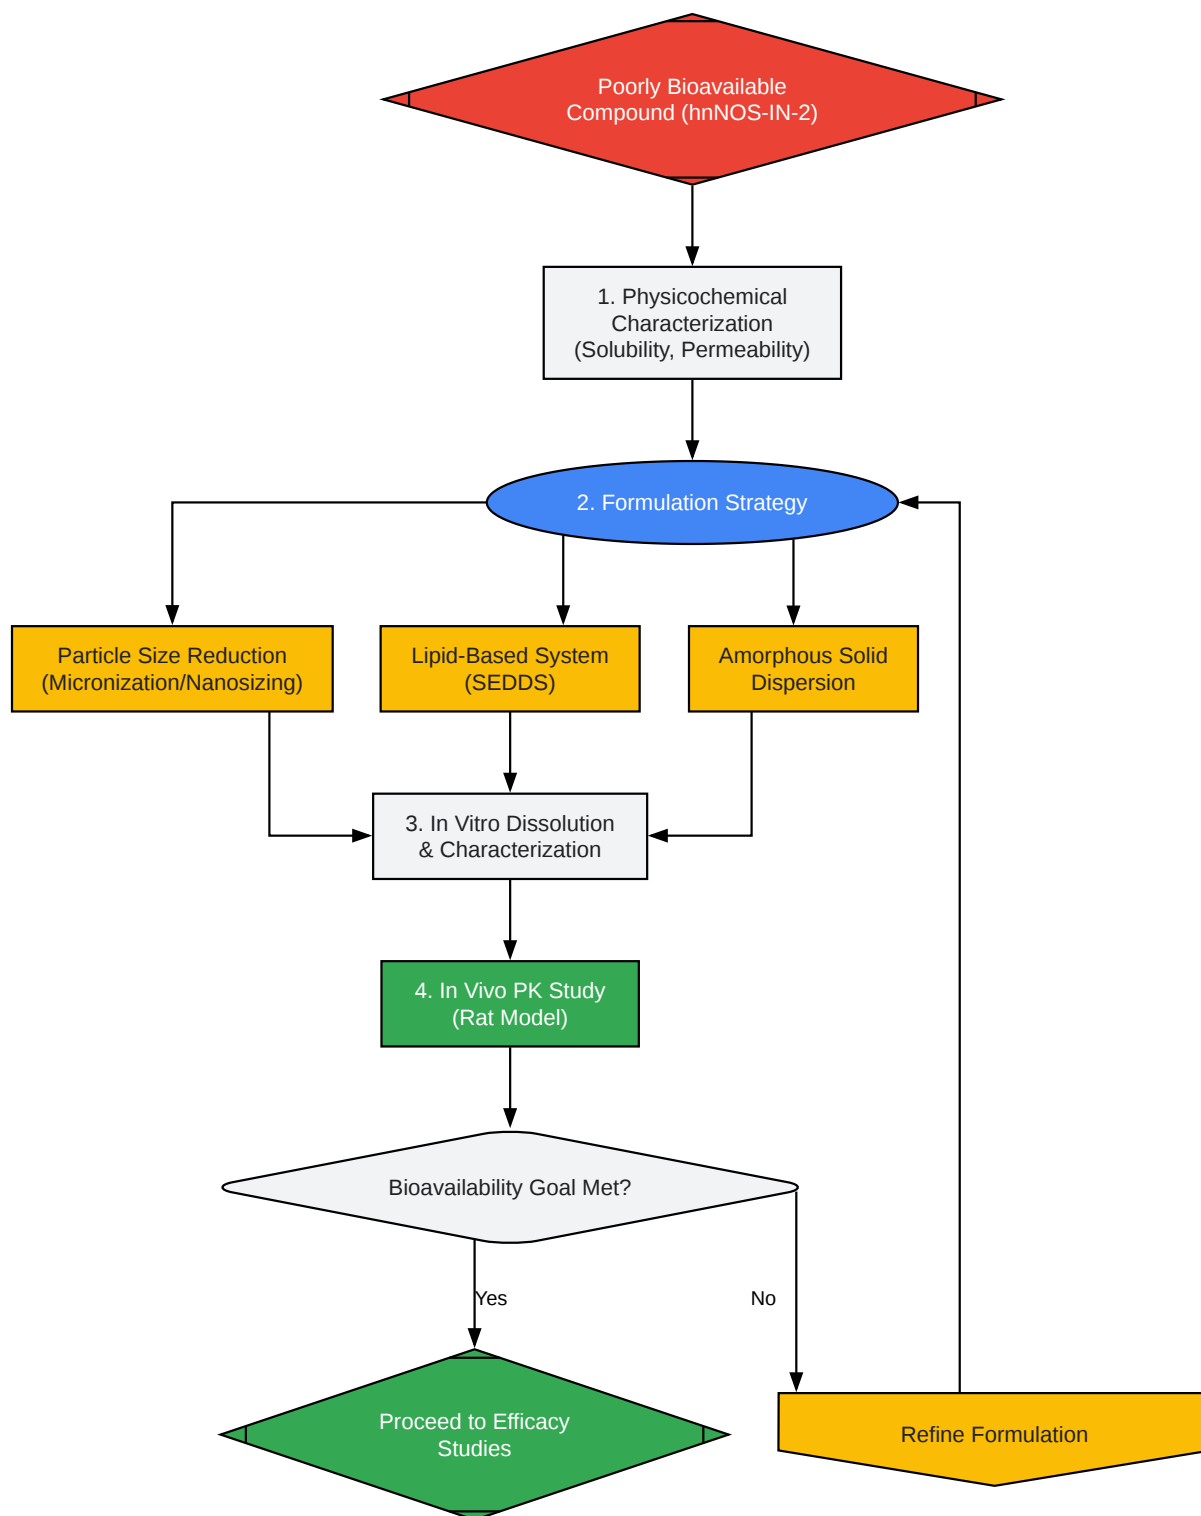 Poorly Bioavailable
Compound (hnNOS-IN-2)
1. Physicochemical
Characterization
(Solubility, Permeability)
2. Formulation Strategy
Particle Size Reduction
(Micronization/Nanosizing)
Lipid-Based System
(SEDDS)
Amorphous Solid
Dispersion
3. In Vitro Dissolution
& Characterization
4. In Vivo PK Study
(Rat Model)
Bioavailability Goal Met?
Yes
No
Proceed to Efficacy
Studies
Refine Formulation